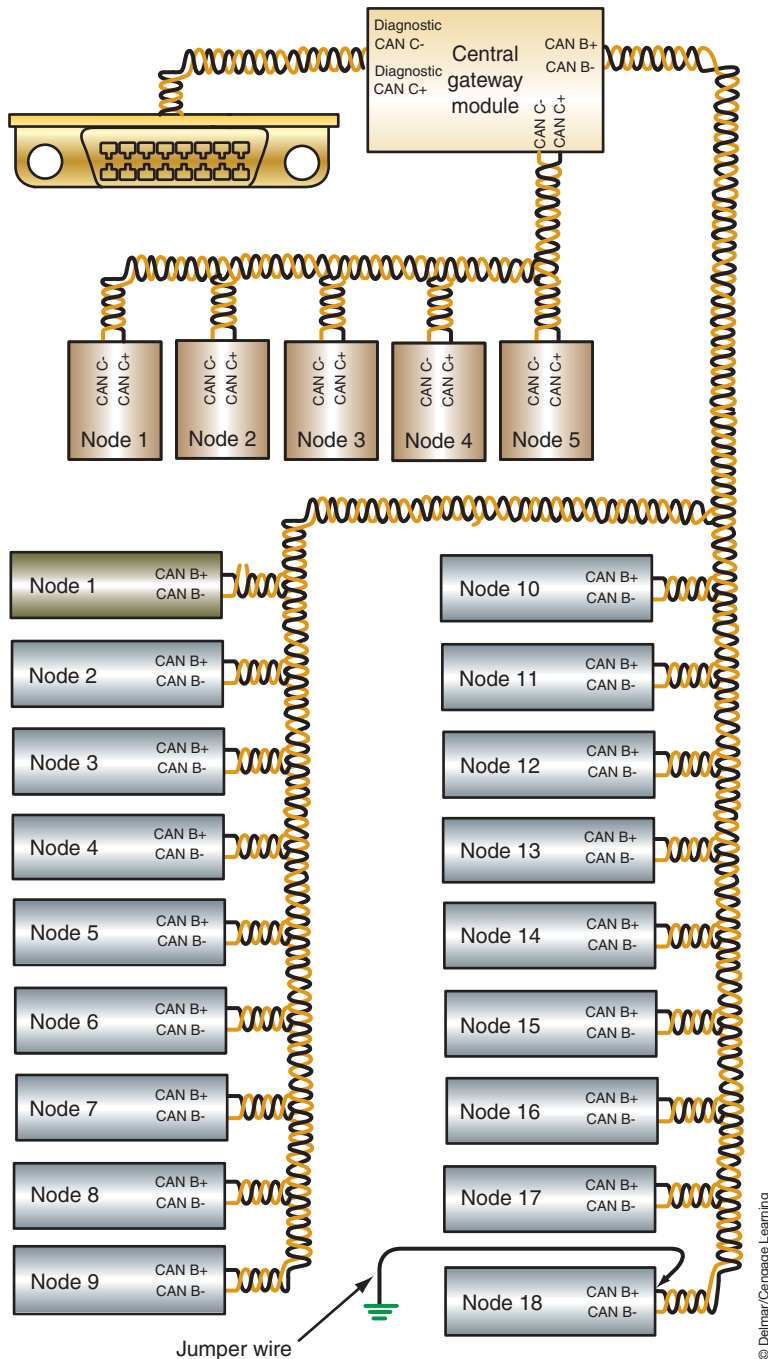 Diagnostic
CAN C-
Diagnostic
CAN C+
Central
gateway
module
CAN B+
CAN B-
CAN C-
CAN C+
CAN C-
CAN C+
Node 1
CAN C-
CAN C+
Node 2
CAN C-
CAN C+
Node 3
CAN C-
CAN C+
Node 4
CAN C-
CAN C+
Node 5
Node 1
CAN B+
CAN B-
Node 2
CAN B+
CAN B-
Node 3
CAN B+
CAN B-
Node 4
CAN B+
CAN B-
Node 5
CAN B+
CAN B-
Node 6
CAN B+
CAN B-
Node 7
CAN B+
CAN B-
Node 8
CAN B+
CAN B-
Node 9
CAN B+
CAN B-
Node 10
CAN B+
CAN B-
Node 11
CAN B+
CAN B-
Node 12
CAN B+
CAN B-
Node 13
CAN B+
CAN B-
Node 14
CAN B+
CAN B-
Node 15
CAN B+
CAN B-
Node 16
CAN B+
CAN B-
Node 17
CAN B+
CAN B-
Node 18
CAN B+
CAN B-
Jumper wire
© Delmar/Cengage Learning